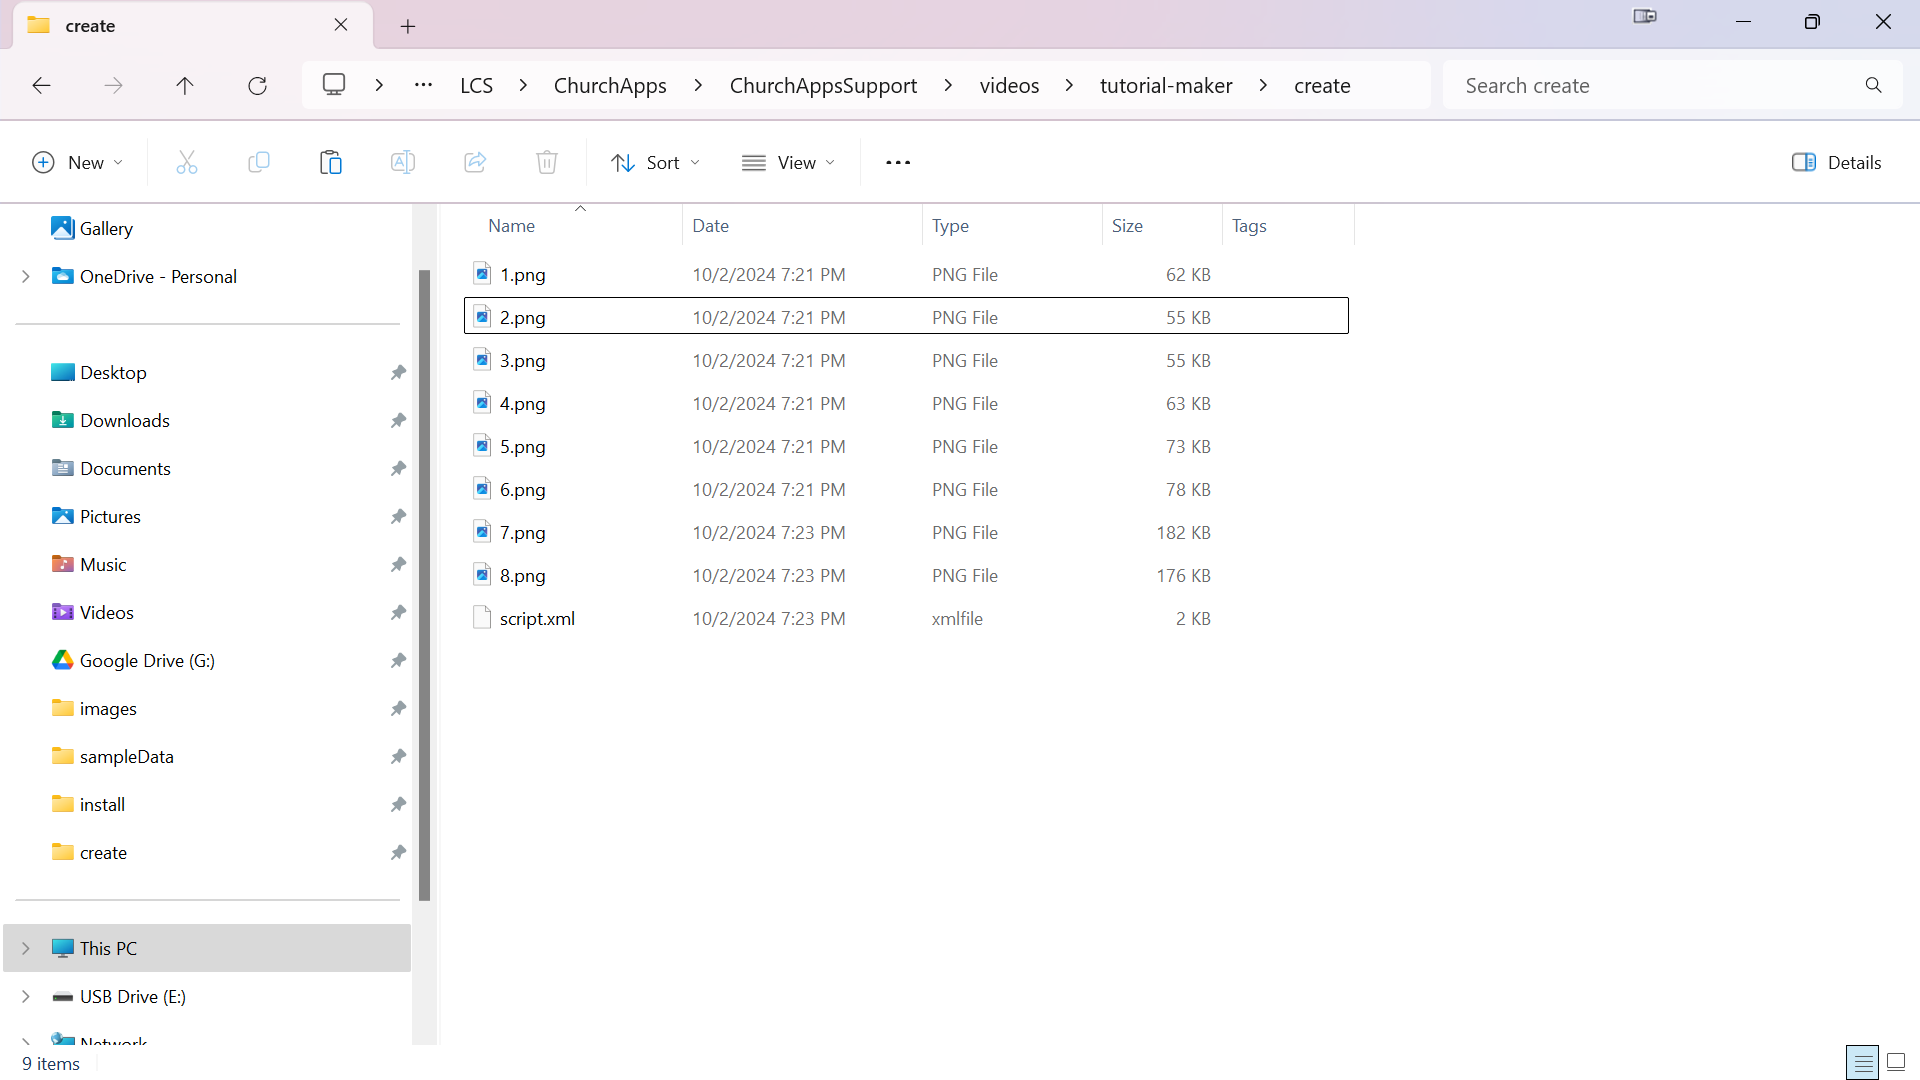 create
LCS ChurchApps ChurchAppsSupport videos tutorial-maker create
Search create
New Sort View Details
Gallery
OneDrive - Personal
Desktop
Downloads
Documents
Pictures
Music
Videos
Google Drive (G:)
images
sampleData
install
create
This PC
USB Drive (E:)
Network
Name Date Type Size Tags
1.png 10/2/2024 7:21 PM PNG File 62 KB
2.png 10/2/2024 7:21 PM PNG File 55 KB
3.png 10/2/2024 7:21 PM PNG File 55 KB
4.png 10/2/2024 7:21 PM PNG File 63 KB
5.png 10/2/2024 7:21 PM PNG File 73 KB
6.png 10/2/2024 7:21 PM PNG File 78 KB
7.png 10/2/2024 7:23 PM PNG File 182 KB
8.png 10/2/2024 7:23 PM PNG File 176 KB
script.xml 10/2/2024 7:23 PM xmlfile 2 KB
9 items